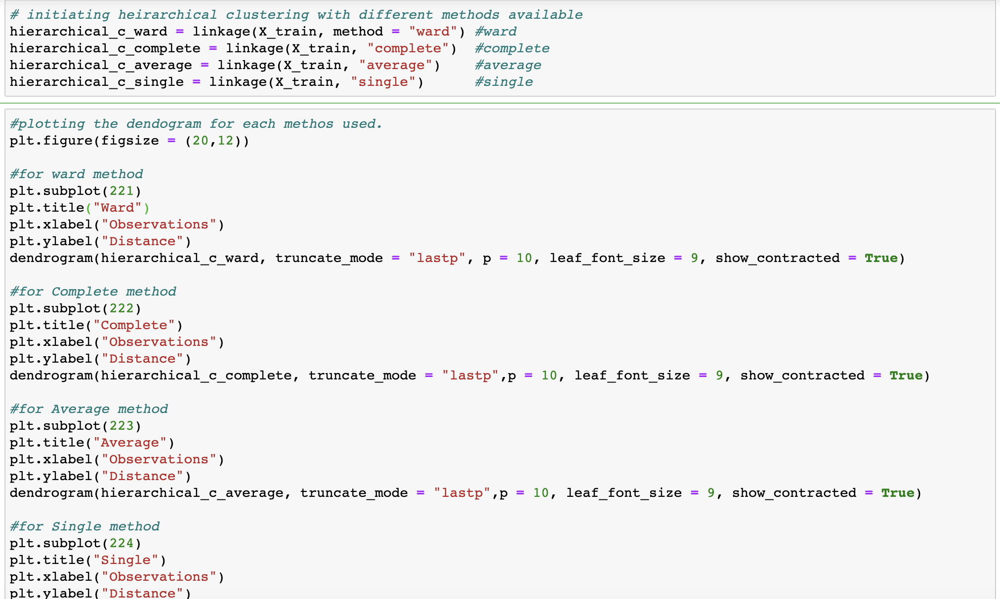 # initiating heirarchical clustering with different methods available
hierarchical_c_ward = linkage(X_train, method = "ward") #ward
hierarchical_c_complete = linkage(X_train, "complete")  #complete
hierarchical_c_average = linkage(X_train, "average")    #average
hierarchical_c_single = linkage(X_train, "single")      #single
#plotting the dendogram for each methos used.
plt.figure(figsize = (20,12))
#for ward method
plt.subplot(221)
plt.title("Ward")
plt.xlabel("Observations")
plt.ylabel("Distance")
dendrogram(hierarchical_c_ward, truncate_mode = "lastp", p = 10, leaf_font_size = 9, show_contracted = True)
#for Complete method
plt.subplot(222)
plt.title("Complete")
plt.xlabel("Observations")
plt.ylabel("Distance")
dendrogram(hierarchical_c_complete, truncate_mode = "lastp",p = 10, leaf_font_size = 9, show_contracted = True)
#for Average method
plt.subplot(223)
plt.title("Average")
plt.xlabel("Observations")
plt.ylabel("Distance")
dendrogram(hierarchical_c_average, truncate_mode = "lastp",p = 10, leaf_font_size = 9, show_contracted = True)
#for Single method
plt.subplot(224)
plt.title("Single")
plt.xlabel("Observations")
plt.ylabel("Distance")